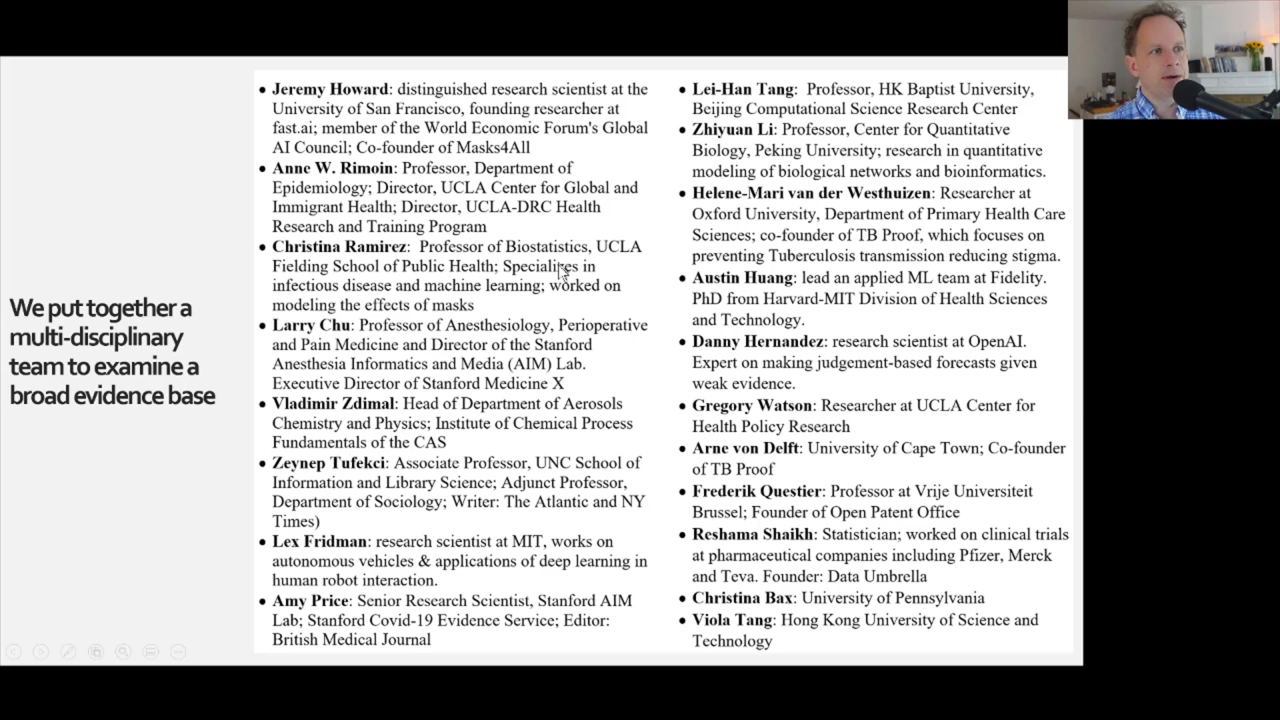 We put together a
multi-disciplinary
team to examine a
broad evidence base
• Jeremy Howard: distinguished research scientist at the
University of San Francisco, founding researcher at
fast.ai; member of the World Economic Forum's Global
AI Council; Co-founder of Masks4All
• Anne W. Rimoin: Professor, Department of
Epidemiology; Director, UCLA Center for Global and
Immigrant Health; Director, UCLA-DRC Health
Research and Training Program
• Christina Ramirez: Professor of Biostatistics, UCLA
Fielding School of Public Health; Specializes in
infectious disease and machine learning; worked on
modeling the effects of masks
• Larry Chu: Professor of Anesthesiology, Perioperative
and Pain Medicine and Director of the Stanford
Anesthesia Informatics and Media (AIM) Lab.
Executive Director of Stanford Medicine X
• Vladimir Zdimal: Head of Department of Aerosols
Chemistry and Physics; Institute of Chemical Process
Fundamentals of the CAS
• Zeynep Tufekci: Associate Professor, UNC School of
Information and Library Science; Adjunct Professor,
Department of Sociology; Writer: The Atlantic and NY
Times)
• Lex Fridman: research scientist at MIT, works on
autonomous vehicles & applications of deep learning in
human robot interaction.
• Amy Price: Senior Research Scientist, Stanford AIM
Lab; Stanford Covid-19 Evidence Service; Editor:
British Medical Journal
• Lei-Han Tang: Professor, HK Baptist University,
Beijing Computational Science Research Center
• Zhiyuan Li: Professor, Center for Quantitative
Biology, Peking University; research in quantitative
modeling of biological networks and bioinformatics.
• Helene-Mari van der Westhuizen: Researcher at
Oxford University, Department of Primary Health Care
Sciences; co-founder of TB Proof, which focuses on
preventing Tuberculosis transmission reducing stigma.
• Austin Huang: lead an applied ML team at Fidelity.
PhD from Harvard-MIT Division of Health Sciences
and Technology.
• Danny Hernandez: research scientist at OpenAI.
Expert on making judgement-based forecasts given
weak evidence.
• Gregory Watson: Researcher at UCLA Center for
Health Policy Research
• Arne von Delft: University of Cape Town; Co-founder
of TB Proof
• Frederik Questier: Professor at Vrije Universiteit
Brussel; Founder of Open Patent Office
• Reshama Shaikh: Statistician; worked on clinical trials
at pharmaceutical companies including Pfizer, Merck
and Teva. Founder: Data Umbrella
• Christina Bax: University of Pennsylvania
• Viola Tang: Hong Kong University of Science and
Technology